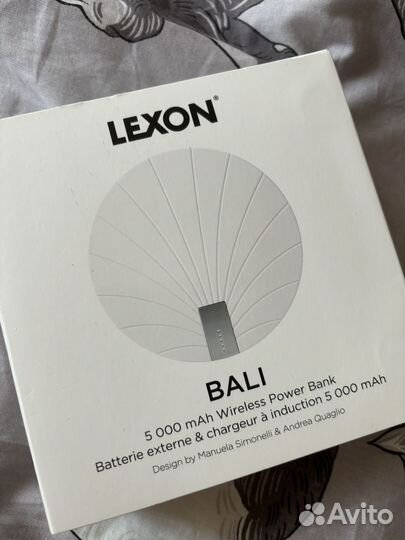 LEXON®
BALI
5 000 mAh Wireless Power Bank
Batterie externe & chargeur à induction 5 000 mAh
Design by Manuela Simonelli & Andrea Quaglio
Avito